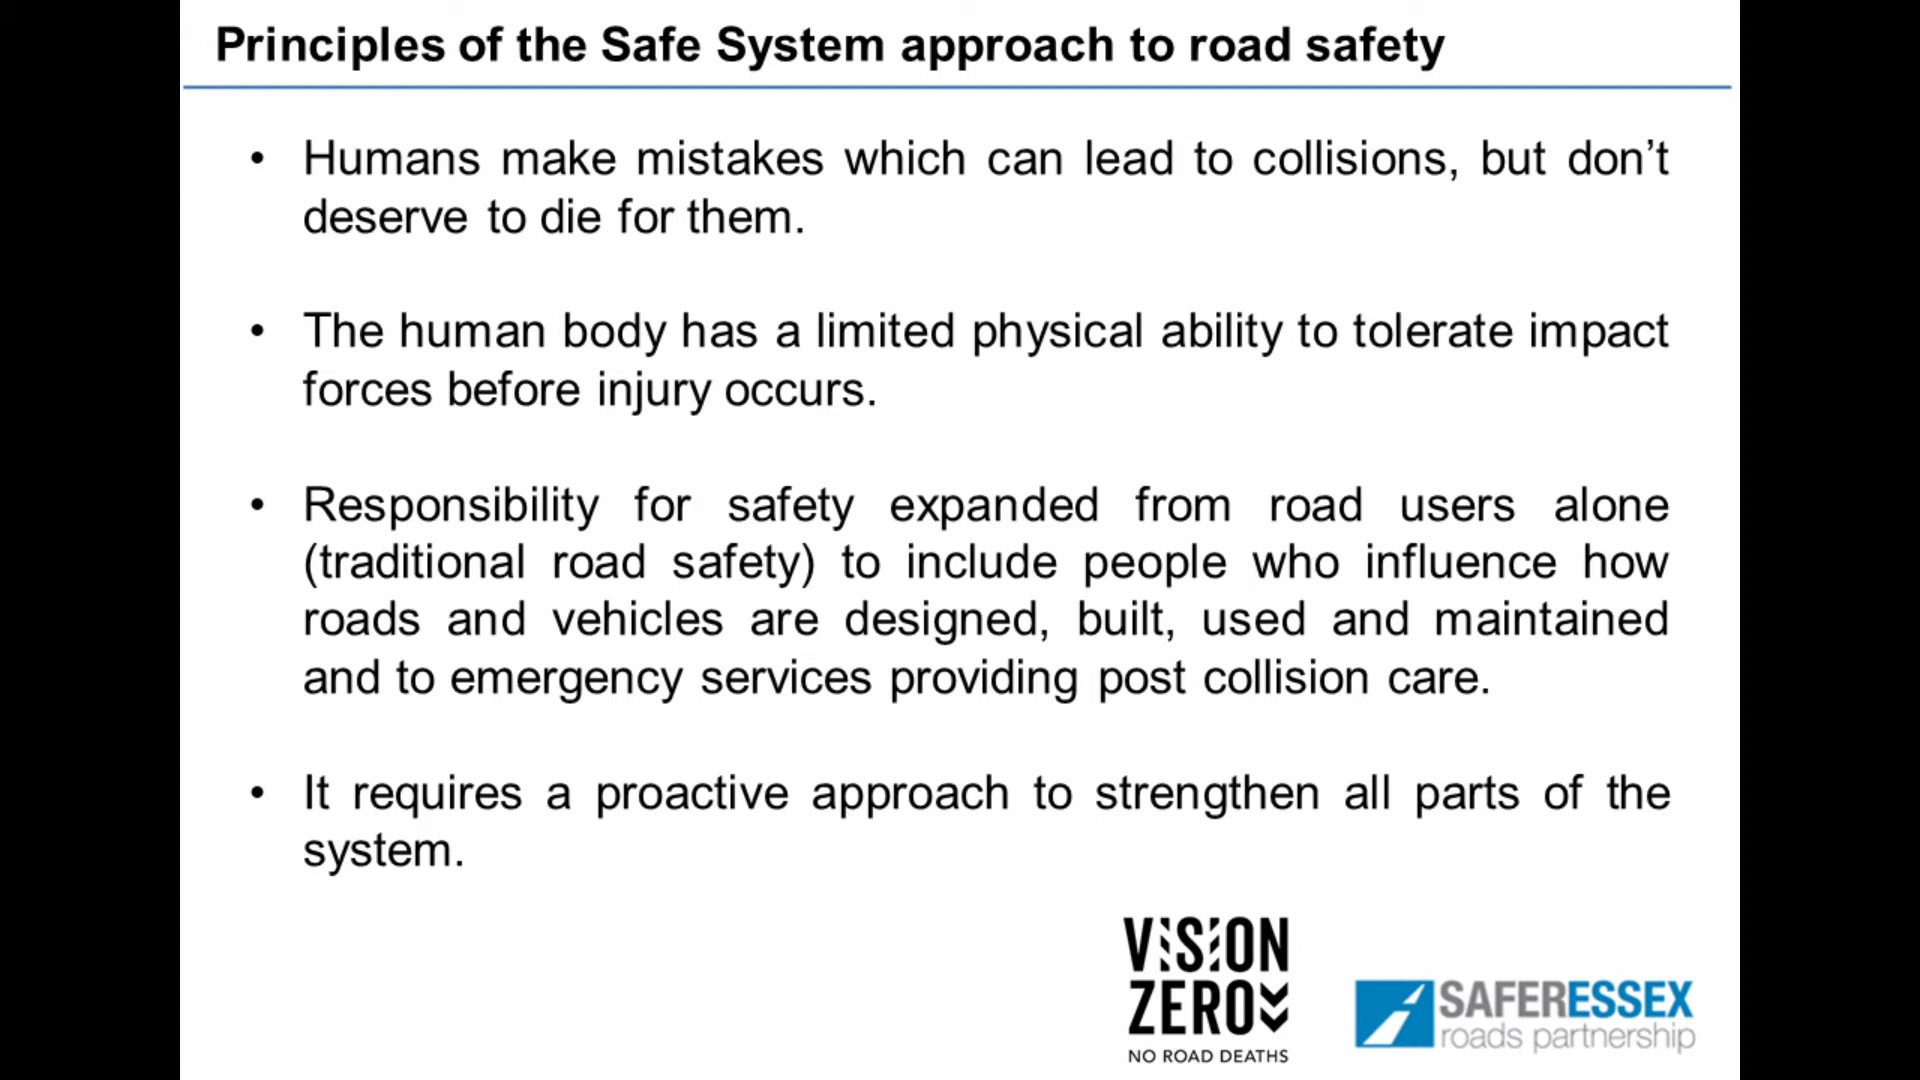 Principles of the Safe System approach to road safety
• Humans make mistakes which can lead to collisions, but don’t
deserve to die for them.
• The human body has a limited physical ability to tolerate impact
forces before injury occurs.
• Responsibility for safety expanded from road users alone
(traditional road safety) to include people who influence how
roads and vehicles are designed, built, used and maintained
and to emergency services providing post collision care.
• It requires a proactive approach to strengthen all parts of the
system.
VISION
ZERO
NO ROAD DEATHS
SAFERESSEX
roads partnership